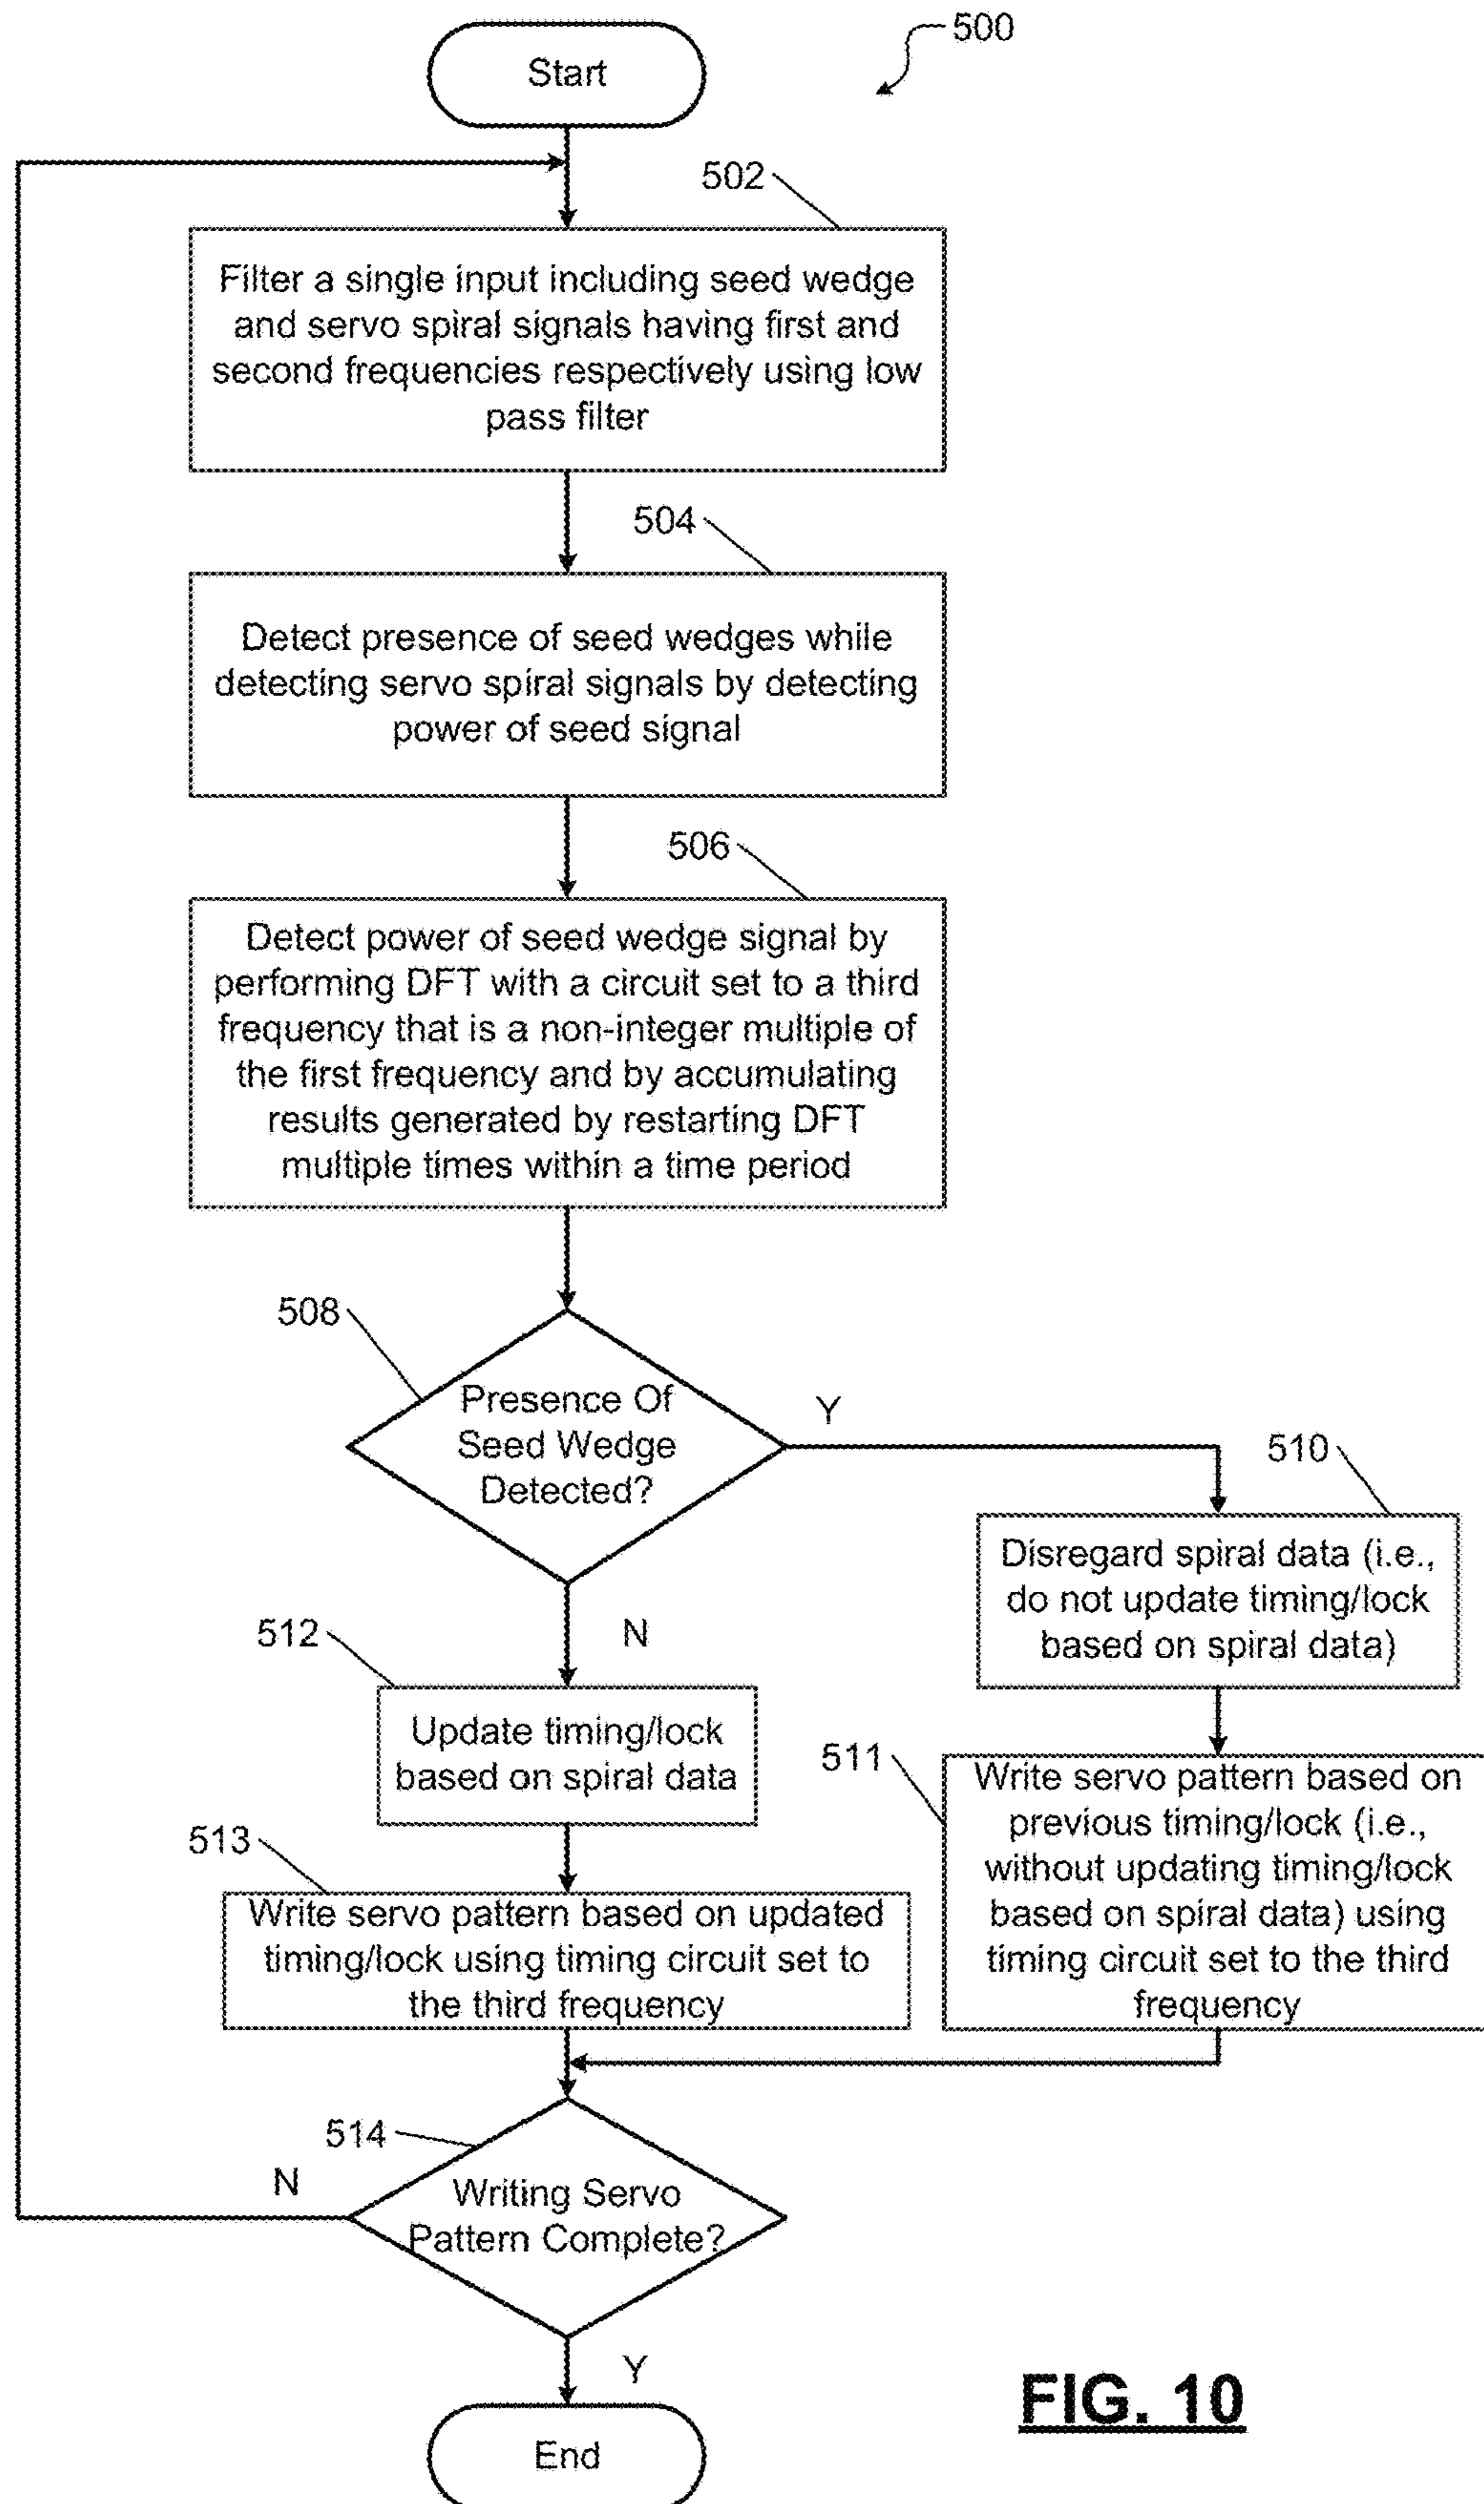 Start
500
502
Filter a single input including seed wedge
and servo spiral signals having first and
second frequencies respectively using low
pass filter
504
Detect presence of seed wedges while
detecting servo spiral signals by detecting
power of seed signal
506
Detect power of seed wedge signal by
performing DFT with a circuit set to a third
frequency that is a non-integer multiple of
the first frequency and by accumulating
results generated by restarting DFT
multiple times within a time period
508
Presence Of
Seed Wedge
Detected?
Y
510
Disregard spiral data (i.e.,
do not update timing/lock
based on spiral data)
N
512
Update timing/lock
based on spiral data
511
Write servo pattern based on
previous timing/lock (i.e.,
without updating timing/lock
based on spiral data) using
timing circuit set to the third
frequency
513
Write servo pattern based on updated
timing/lock using timing circuit set to
the third frequency
514
N
Writing Servo
Pattern Complete?
Y
End
FIG. 10